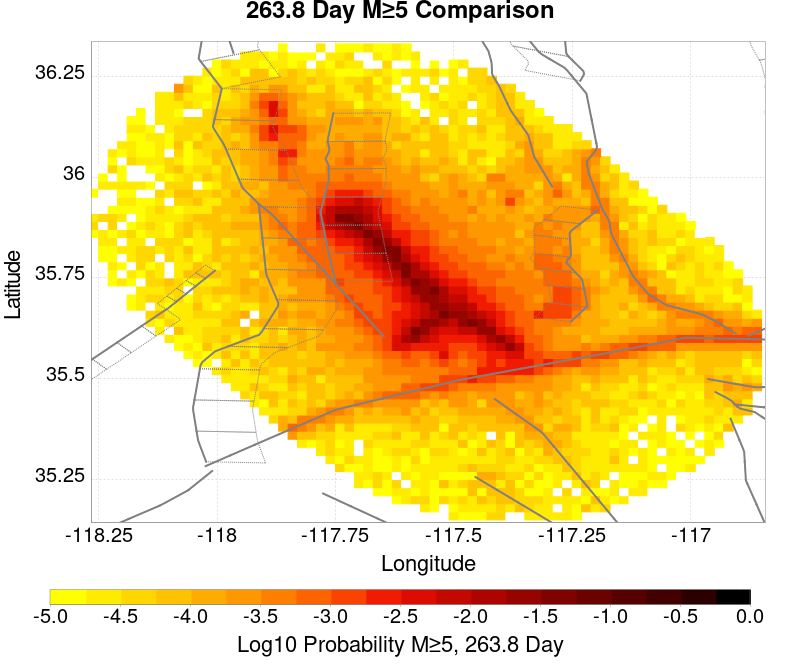 263.8 Day M≥5 Comparison
36.25
36
35.75
35.5
35.25
Latitude
-118.25 -118 -117.75 -117.5 -117.25 -117
Longitude
-5.0 -4.5 -4.0 -3.5 -3.0 -2.5 -2.0 -1.5 -1.0 -0.5 0.0
Log10 Probability M≥5, 263.8 Day